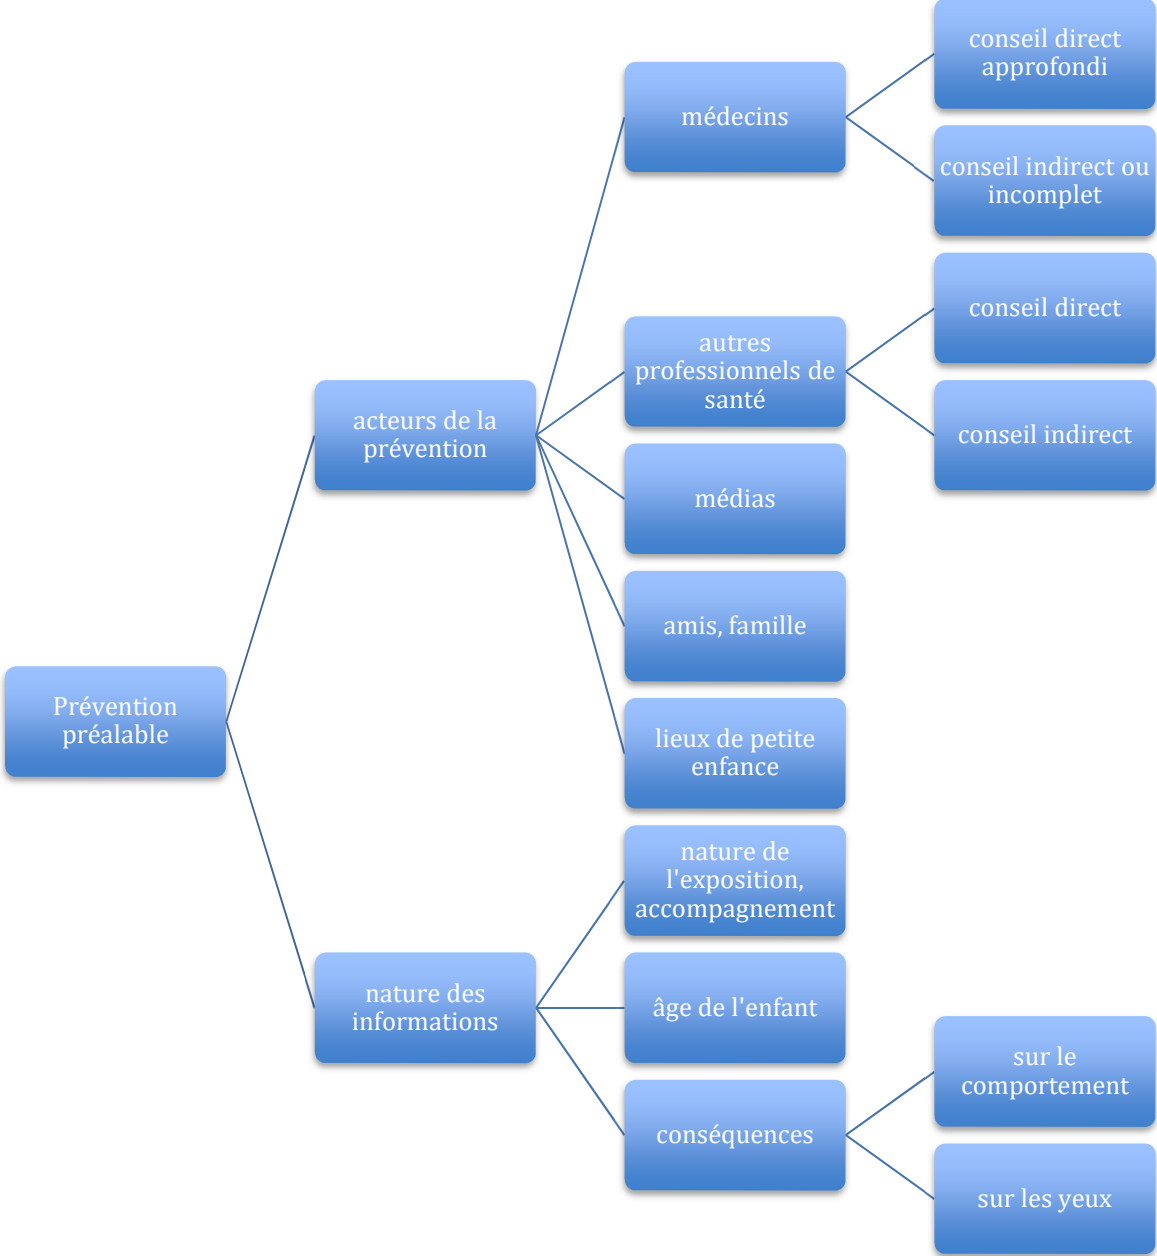 conseil direct
approfondi
médecins
conseil indirect ou
incomplet
conseil direct
autres
professionnels de
santé
acteurs de la
prévention
conseil indirect
médias
amis, famille
Prévention
préalable
lieux de petite
enfance
nature de
l'exposition,
accompagnement
nature des
informations
âge de l'enfant
sur le
comportement
conséquences
sur les yeux